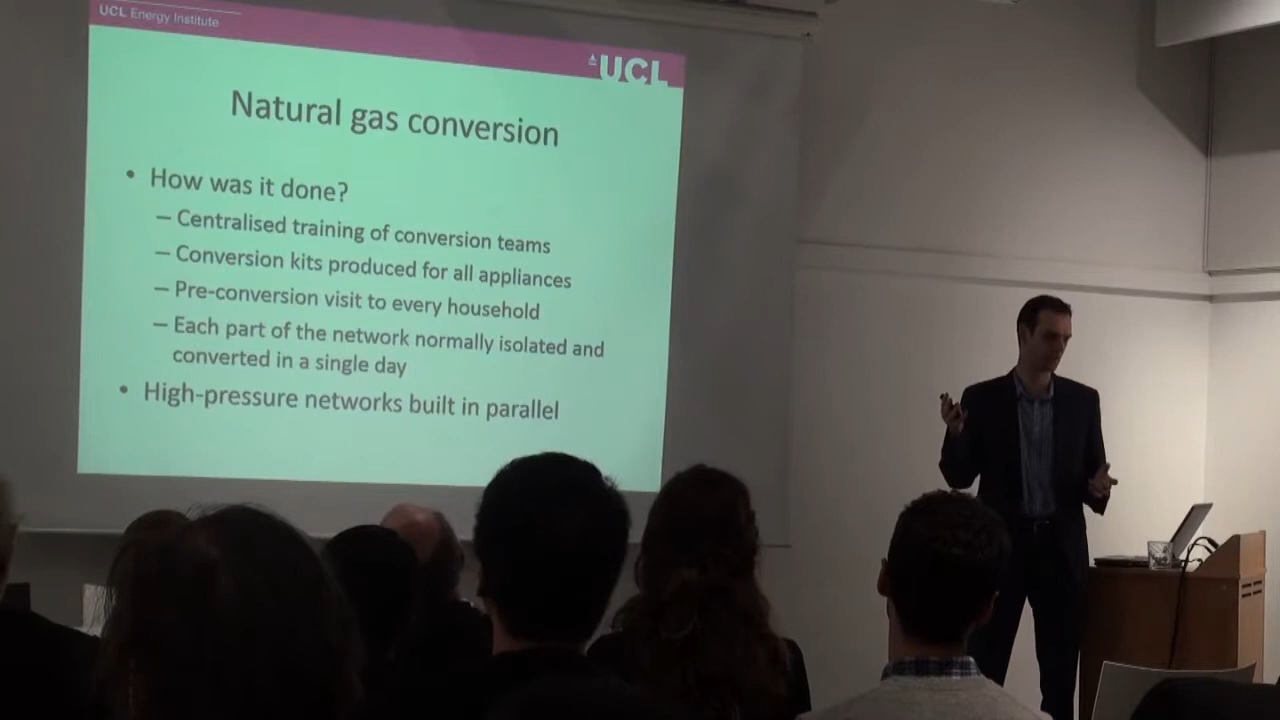 UCL Energy Institute
UCL
Natural gas conversion
• How was it done?
– Centralised training of conversion teams
– Conversion kits produced for all appliances
– Pre-conversion visit to every household
– Each part of the network normally isolated and
converted in a single day
• High-pressure networks built in parallel